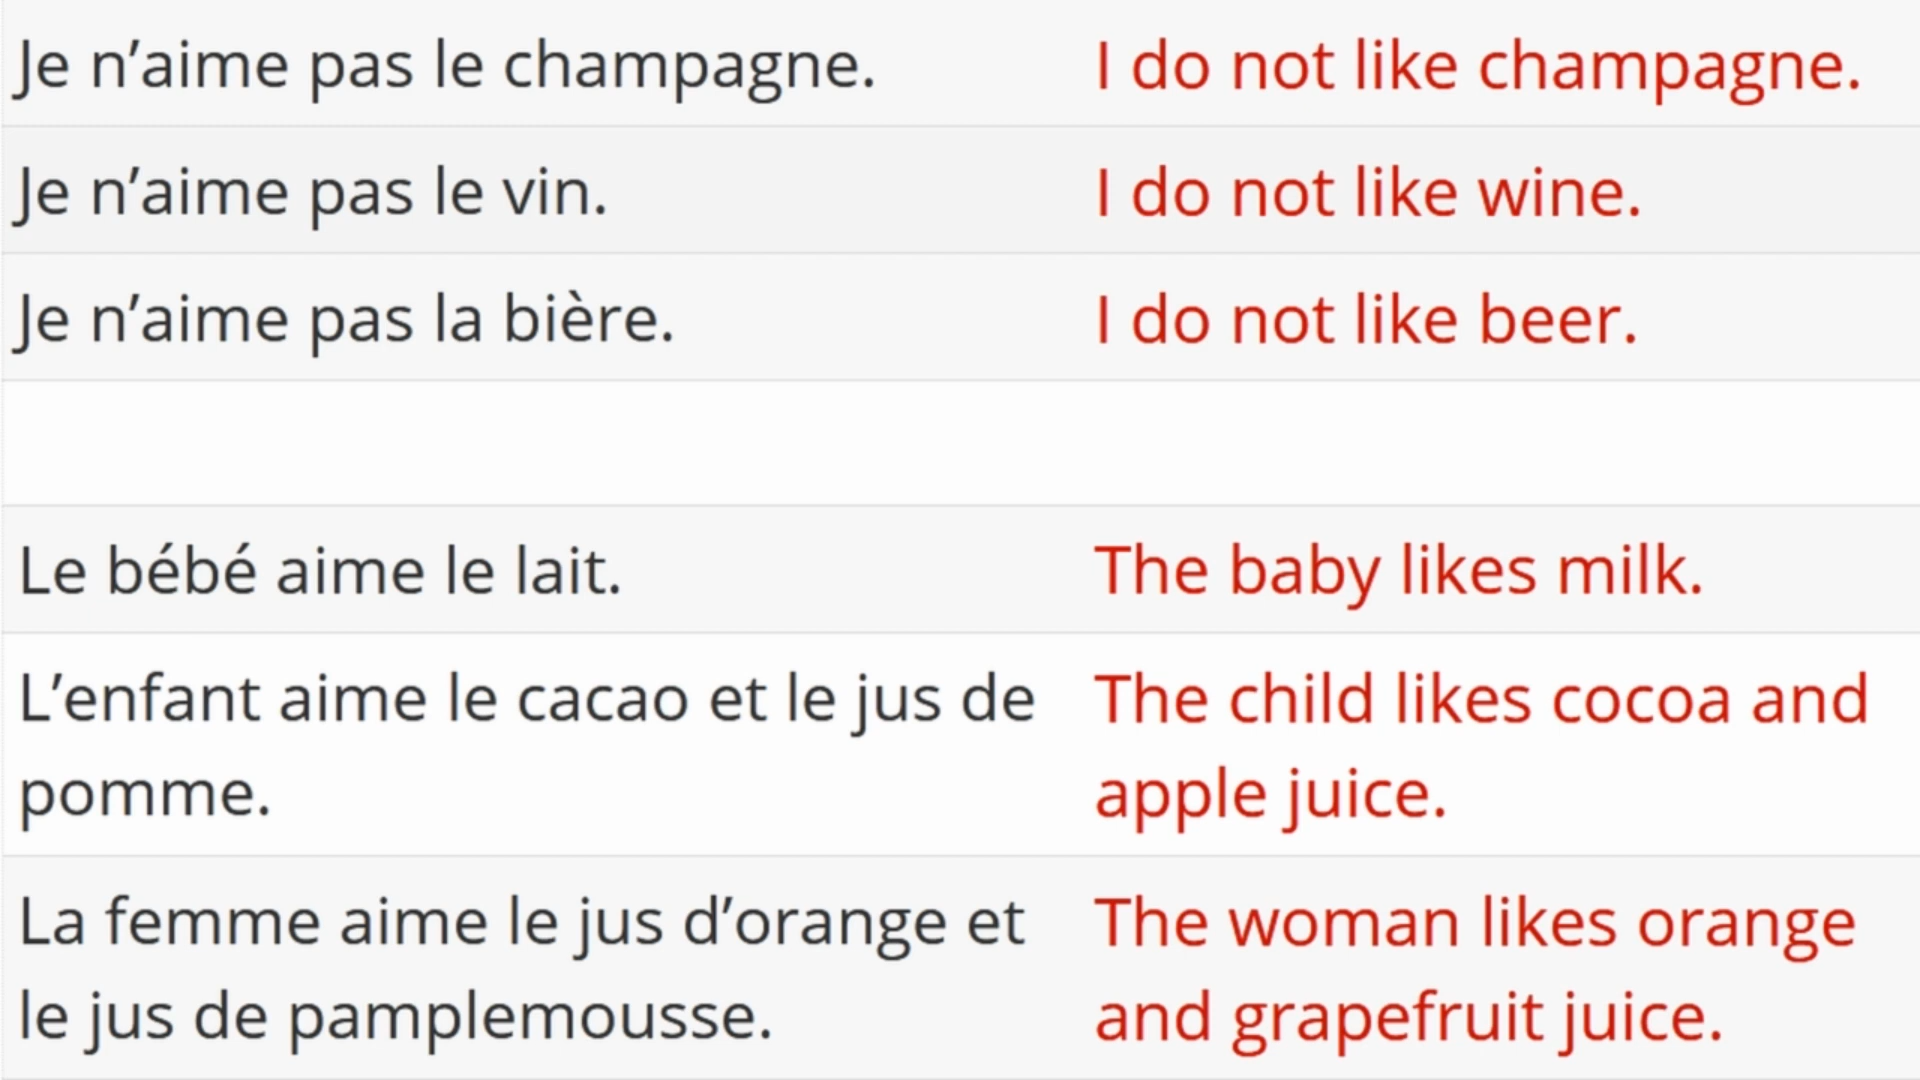 Je n’aime pas le champagne. I do not like champagne.
Je n’aime pas le vin. I do not like wine.
Je n’aime pas la bière. I do not like beer.
Le bébé aime le lait. The baby likes milk.
L’enfant aime le cacao et le jus de The child likes cocoa and
pomme. apple juice.
La femme aime le jus d’orange et The woman likes orange
le jus de pamplemousse. and grapefruit juice.